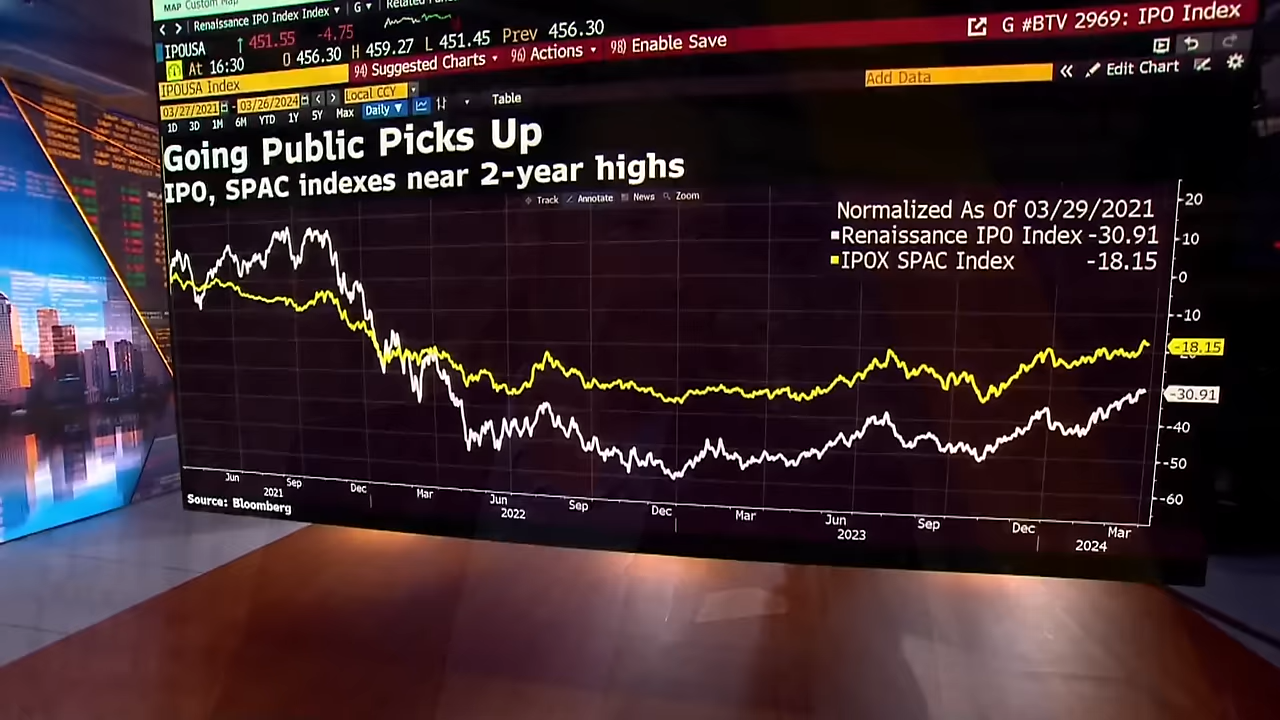 MAP Custom Map
Renaissance IPO Index Index G Related
IPOUSA ↑ 451.55 -4.75 Prev 456.30
At 16:30 O 456.30 H 459.27 L 451.45
IPOUSA Index 94) Suggested Charts 96) Actions 98) Enable Save
G #BTV 2969: IPO Index
Add Data « Edit Chart
03/27/2021 - 03/26/2024 Local CCY
1D 3D 1M 6M YTD 1Y 5Y Max Daily ▼ Table
Going Public Picks Up
IPO, SPAC indexes near 2-year highs
Track Annotate News Zoom
Normalized As Of 03/29/2021
Renaissance IPO Index -30.91
IPOX SPAC Index -18.15
20
10
0
-10
-18.15
-30.91
-40
-50
-60
Jun Sep Dec Mar Jun Sep Dec Mar Jun Sep Dec Mar
2021 2022 2023 2024
Source: Bloomberg